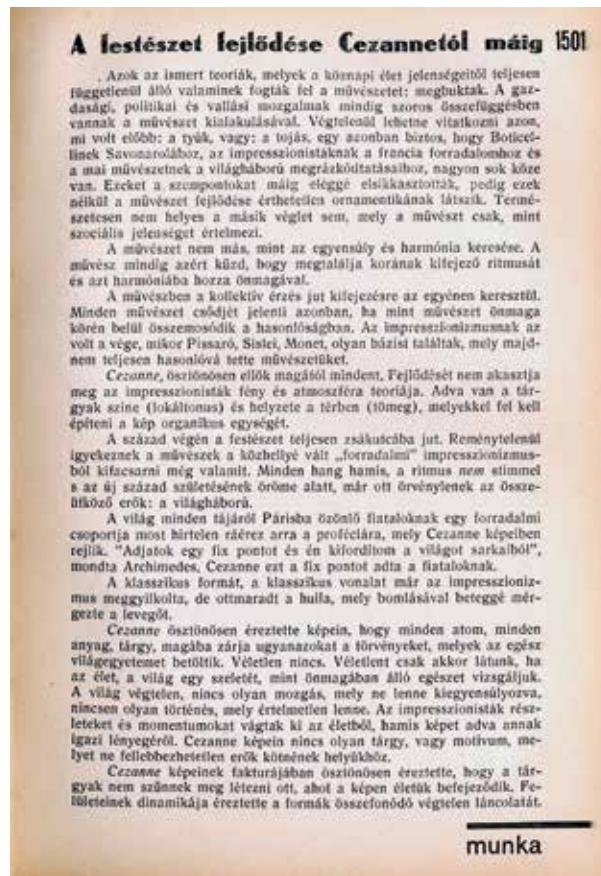 A festészet fejlődése Cezannetól máig 1501
. Azok az ismert teoriák, melyek a köznapi élet jelenségeitől teljesen
függetlenül álló valaminek fogták fel a művészetet: megbuktak. A gaz-
dasági, politikai és vallási mozgalmak mindig szoros összefüggésben
vannak a művészet kialakulásával. Végtelenül lehetne vitatkozni azon,
mi volt előbb: a tyúk, vagy: a tojás, egy azonban biztos, hogy Boticel-
linek Savonarolához, az impresszionistáknak a francia forradalomhoz és
a mai művészetnek a világháború megrázkódtatásaihoz, nagyon sok köze
van. Ezeket a szempontokat máig eléggé elsikkasztották, pedig ezek
nélkül a művészet fejlődése érthetetlen ornamentikának látszik. Termé-
szetesen nem helyes a másik véglet sem, mely a művészt csak, mint
szociális jelenséget értelmezi.
A művészet nem más, mint az egyensúly és harmónia keresése. A
művész mindig azért küzd, hogy megtalálja korának kifejező ritmusát
és azt harmóniába hozza önmagával.
A művészben a kollektív érzés jut kifejezésre az egyénen keresztül.
Minden művészet csődjét jelenti azonban, ha mint művészet önmaga
körén belül összemosódik a hasonlóságban. Az impresszionizmusnak az
volt a vége, mikor Pissaró, Sislei, Monet, olyan bázist találtak, mely majd-
nem teljesen hasonlóvá tette művészetüket.
Cezanne, ösztönösen ellök magától mindent. Fejlődését nem akasztja
meg az impresszionisták fény és atmoszféra teoriája. Adva van a tár-
gyak szine (lokáltonus) és helyzete a térben (tömeg), melyekkel fel kell
építeni a kép organikus egységét.
A század végén a festészet teljesen zsákutcába jut. Reménytelenül
igyekeznek a művészek a közhellyé vált „forradalmi” impresszionizmus-
ból kifacsarni még valamit. Minden hang hamis, a ritmus nem stimmel
s az új század születésének öröme alatt, már ott örvénylenek az össze-
ütköző erők: a világháború.
A világ minden tájáról Párisba özönlő fiataloknak egy forradalmi
csoportja most hirtelen ráérez arra a proféciára, mely Cezanne képeiben
rejlik. "Adjatok egy fix pontot és én kifordítom a világot sarkaiból",
mondta Archimedes. Cezanne ezt a fix pontot adta a fiataloknak.
A klasszikus formát, a klasszikus vonalat már az impresszioniz-
mus meggyilkolta, de ottmaradt a hulla, mely bomlásával beteggé mér-
gezte a levegőt.
Cezanne ösztönösen éreztette képein, hogy minden atom, minden
anyag, tárgy, magába zárja ugyanazokat a törvényeket, melyek az egész
világegyetemet betöltik. Véletlen nincs. Véletlent csak akkor látunk, ha
az élet, a világ egy szeletét, mint önmagában álló egészet vizsgáljuk.
A világ végtelen, nincs olyan mozgás, mely ne lenne kiegyensúlyozva,
nincsen olyan történés, mely értelmetlen lenne. Az impresszionisták rész-
leteket és momentumokat vágtak ki az életből, hamis képet adva annak
igazi lényegéről. Cezanne képein nincs olyan tárgy, vagy motivum, me-
lyet ne fellebbezhetetlen erők kötnének helyükhöz.
Cezanne képeinek fakturájában ösztönösen éreztette, hogy a tár-
gyak nem szűnnek meg létezni ott, ahol a képen életük befejeződik. Fe-
lületeinek dinamikája éreztette a formák összefonódó végtelen láncolatát.
munka